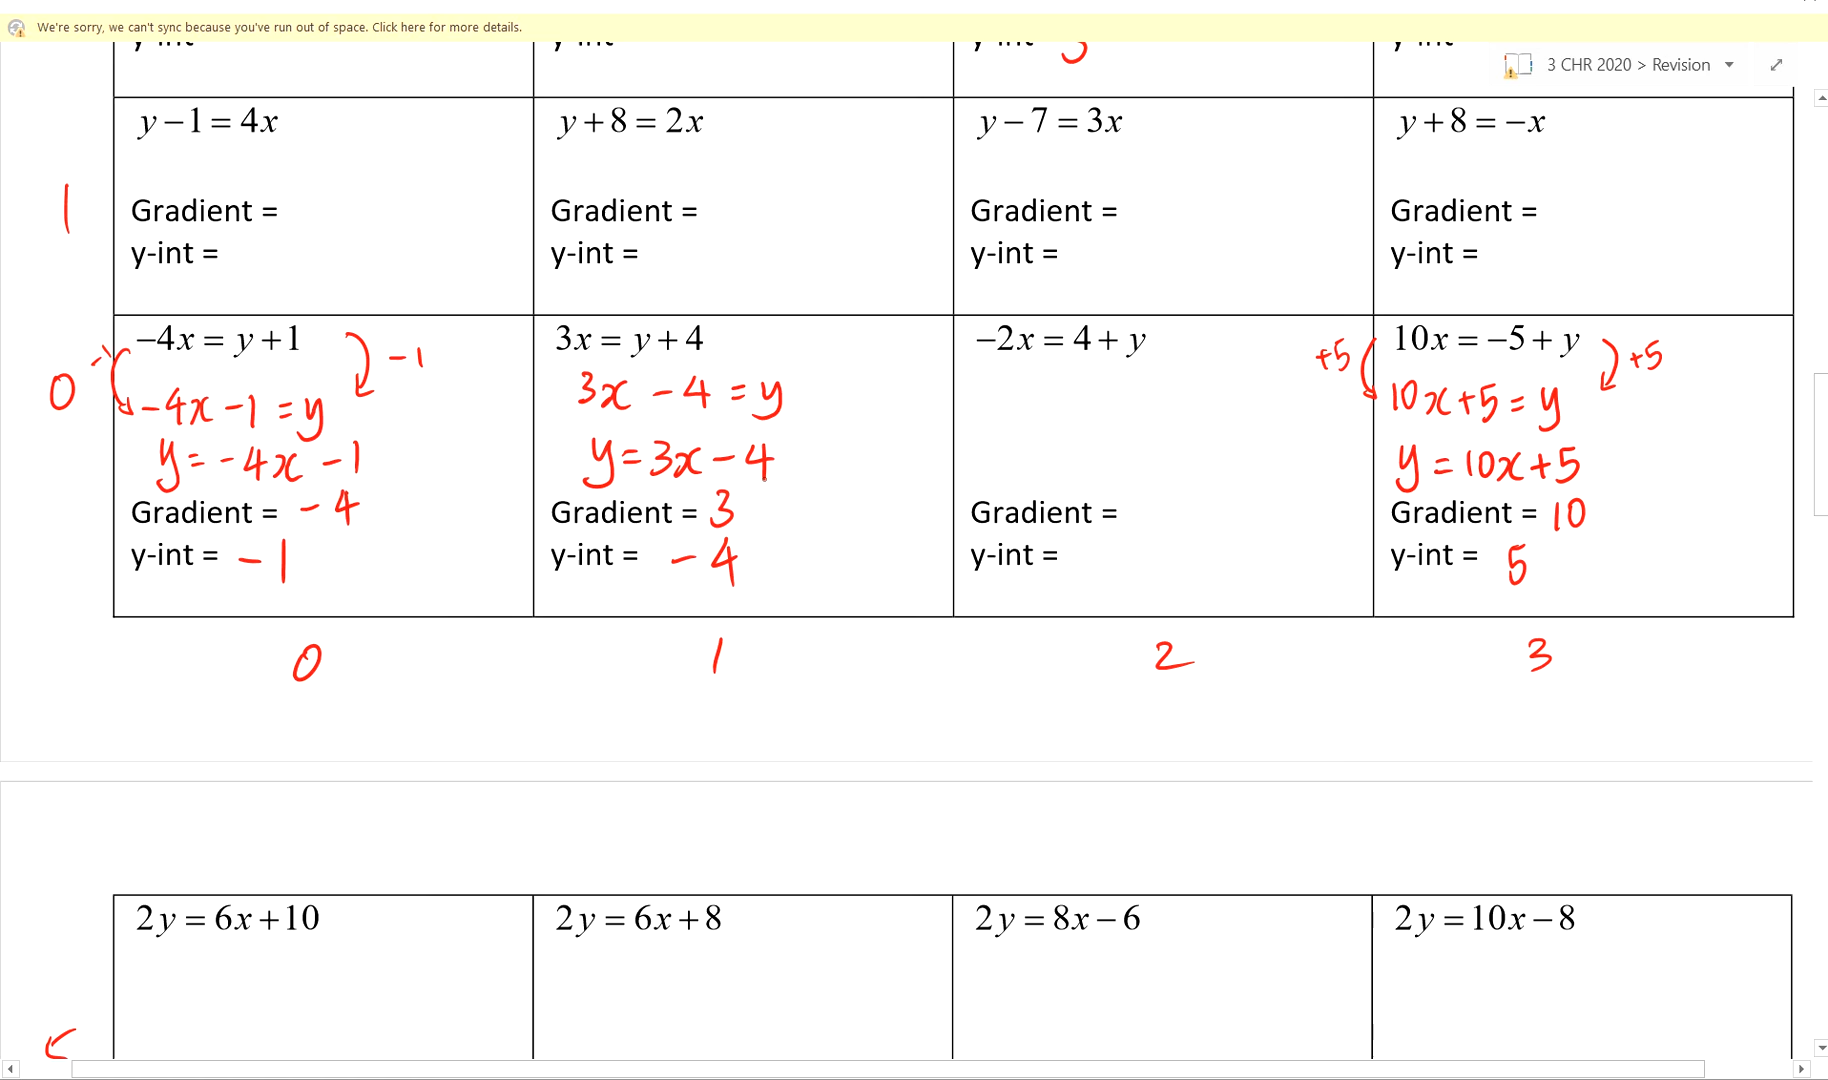 We're sorry, we can't sync because you've run out of space. Click here for more details.
3 CHR 2020 > Revision
y-int 3
y−1=4x
y+8=2x
y−7=3x
y+8=−x
1
Gradient =
y-int =
Gradient =
y-int =
Gradient =
y-int =
Gradient =
y-int =
0
−4x=y+1
-1
-1
-4x-1=y
y=-4x-1
Gradient = -4
y-int = -1
3x=y+4
3x-4=y
y=3x-4
Gradient = 3
y-int = -4
−2x=4+y
Gradient =
y-int =
10x=−5+y
+5
+5
10x+5=y
y=10x+5
Gradient = 10
y-int = 5
0 1 2 3
2y=6x+10
2y=6x+8
2y=8x−6
2y=10x−8